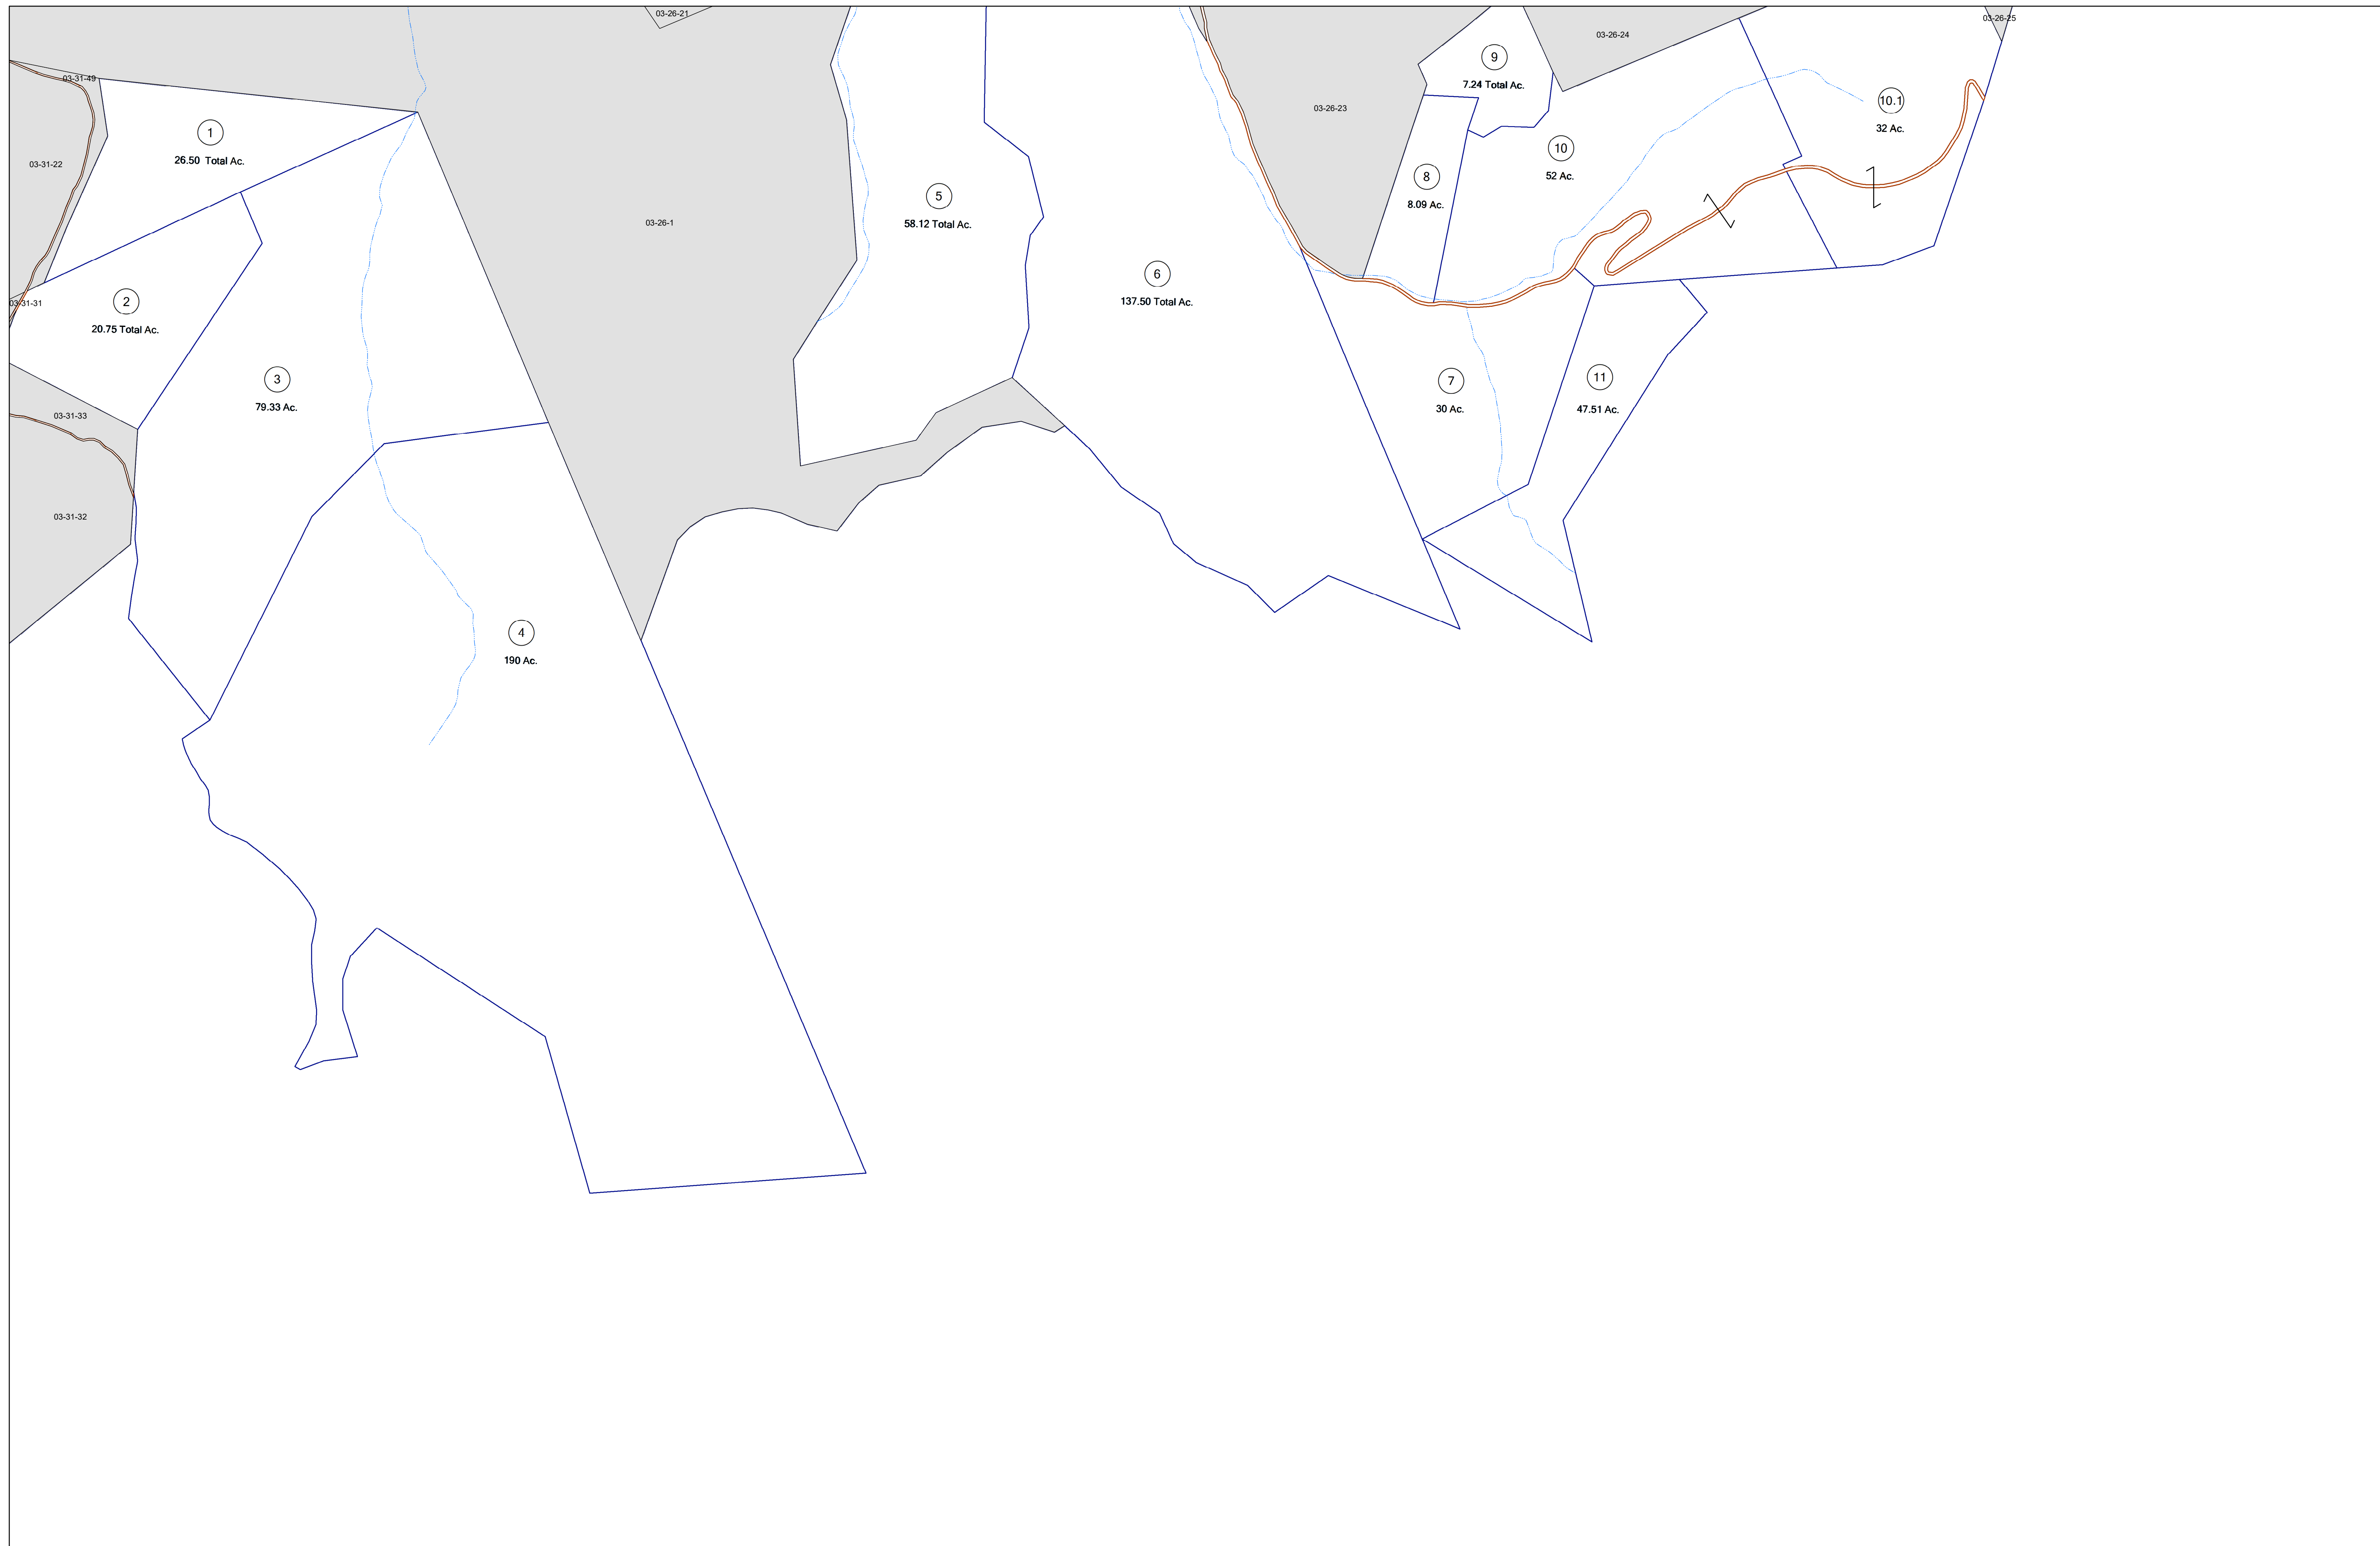 03-26-21
03-26-25
03-26-24
9
7.24 Total Ac.
03-31-49
10.1
32 Ac.
03-26-23
1
26.50  Total Ac.
10
52 Ac.
03-31-22
8
8.09 Ac.
5
58.12 Total Ac.
03-26-1
6
137.50 Total Ac.
03-31-31
2
20.75 Total Ac.
3
79.33 Ac.
7
30 Ac.
11
47.51 Ac.
03-31-33
03-31-32
4
190 Ac.